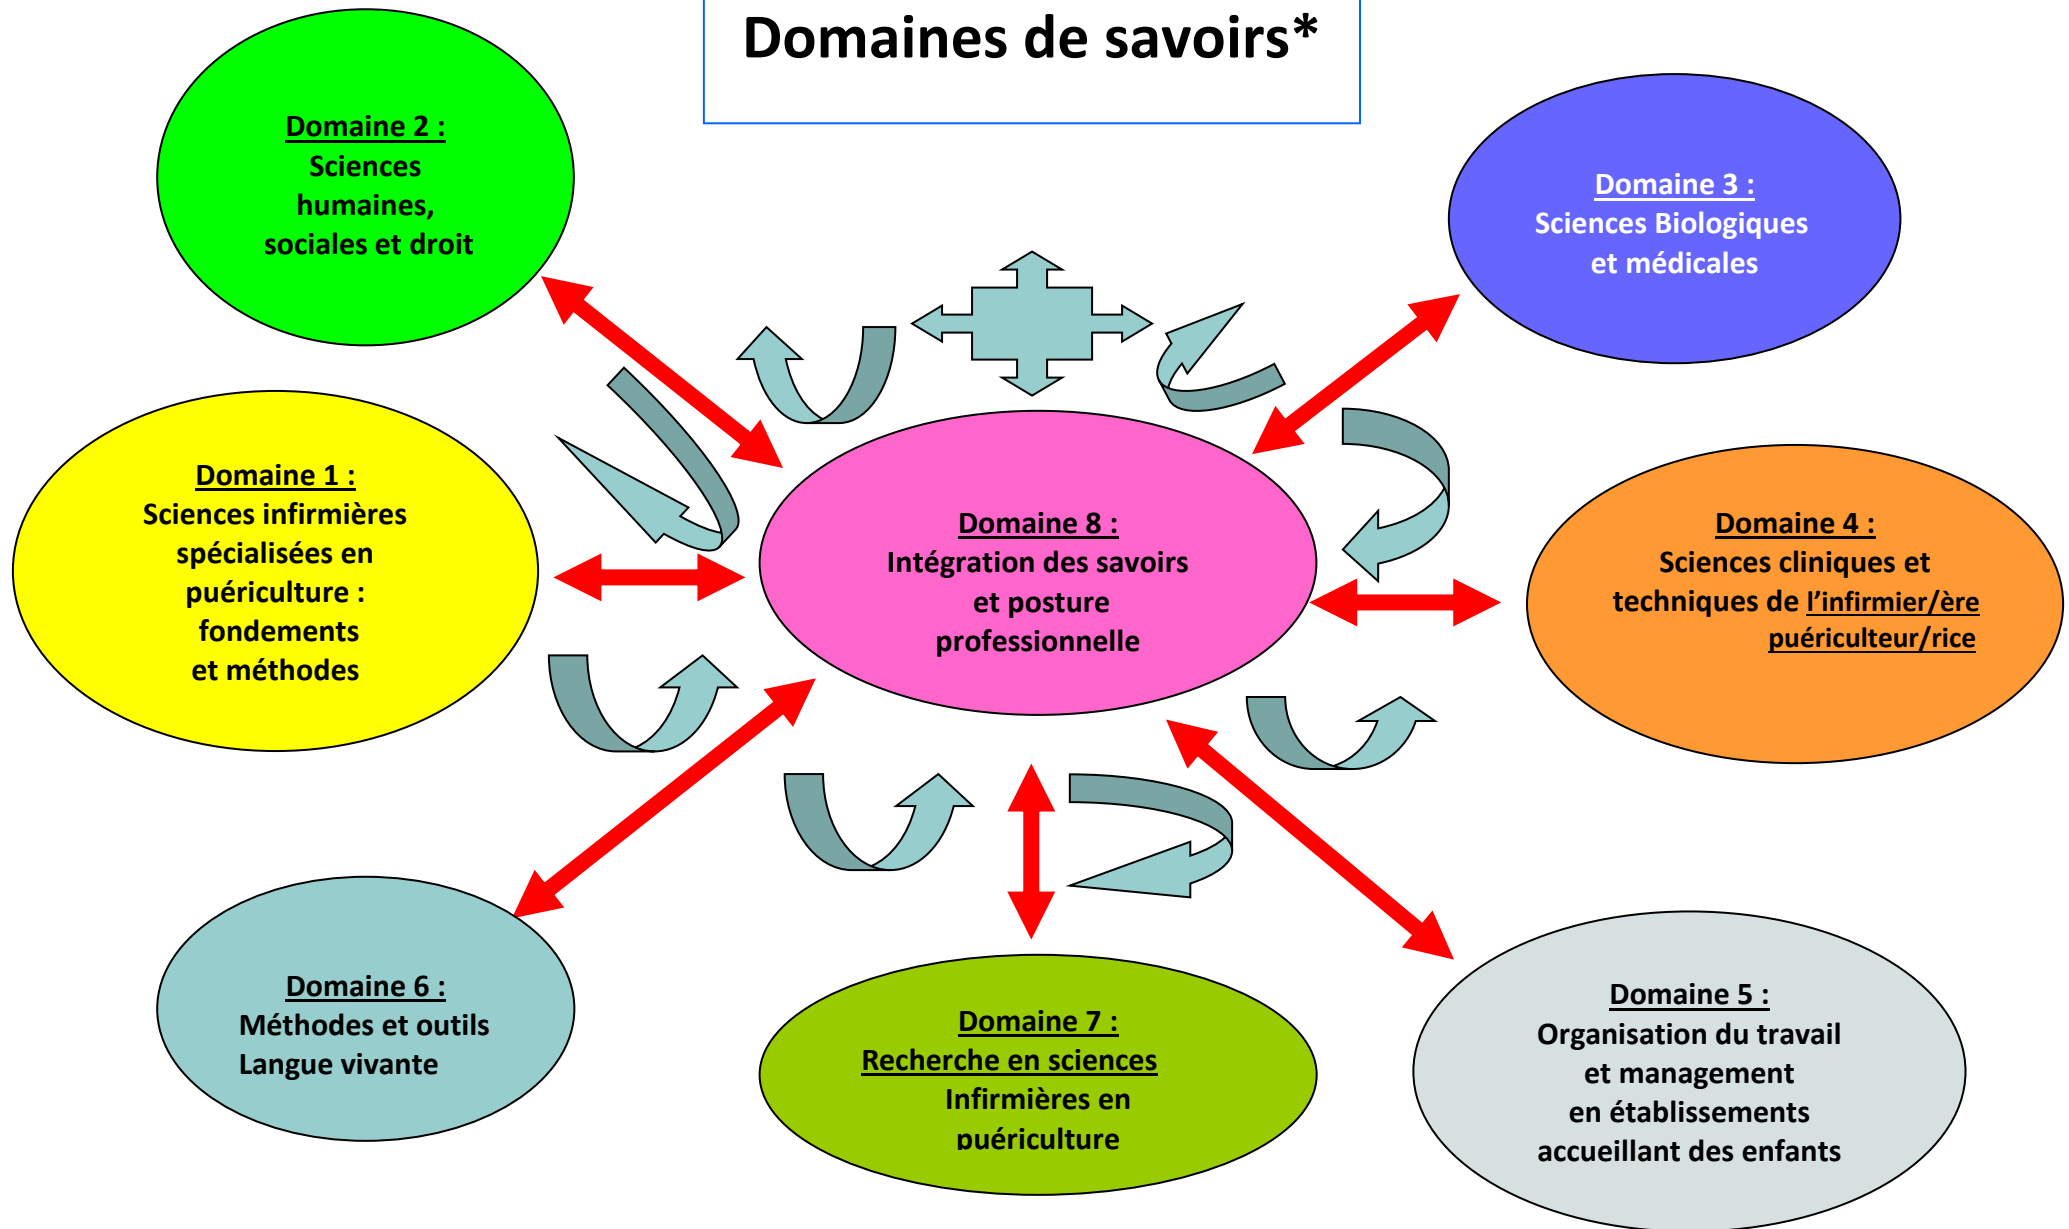 Domaines de savoirs*
Domaine 2 :
Sciences
humaines,
sociales et droit
Domaine 3 :
Sciences Biologiques
et médicales
Domaine 1 :
Sciences infirmières
spécialisées en
puériculture :
fondements
et méthodes
Domaine 8 :
Intégration des savoirs
et posture
professionnelle
Domaine 4 :
Sciences cliniques et
techniques de l’infirmier/ère
puériculteur/rice
Domaine 6 :
Méthodes et outils
Langue vivante
Domaine 7 :
Recherche en sciences
Infirmières en
puériculture
Domaine 5 :
Organisation du travail
et management
en établissements
accueillant des enfants